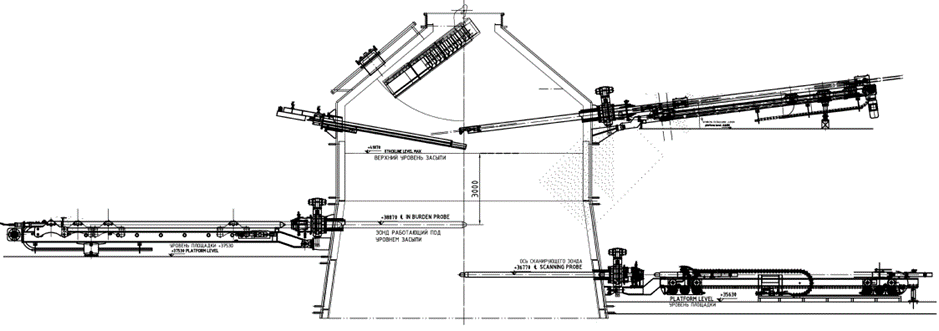 +41870 STOCKLINE LEVEL MAX.
ВЕРХНИЙ УРОВЕНЬ ЗАСЫПИ
3000
+38870 ȼ IN BURDEN PROBE
ЗОНД РАБОТАЮЩИЙ ПОД
УРОВНЕМ ЗАСЫПИ
УРОВЕНЬ ПЛОЩАДКИ +37530
+37530 PLATFORM LEVEL
ОСЬ СКАНИРУЮЩЕГО ЗОНДА
+36770 ȼ SCANNING PROBE
+35630
PLATFORM LEVEL
УРОВЕНЬ ПЛОЩАДКИ